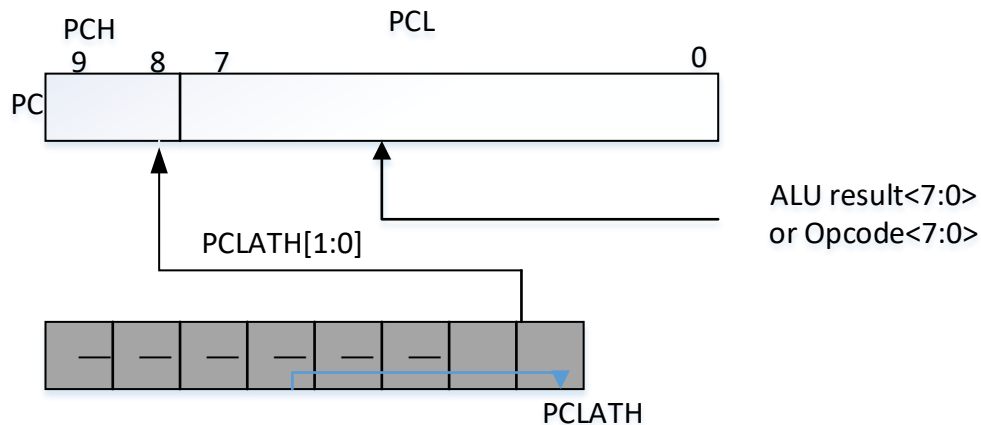 PCH
PCL
9 8 7 0
PC
ALU result<7:0>
or Opcode<7:0>
PCLATH[1:0]
— — — — — —
PCLATH